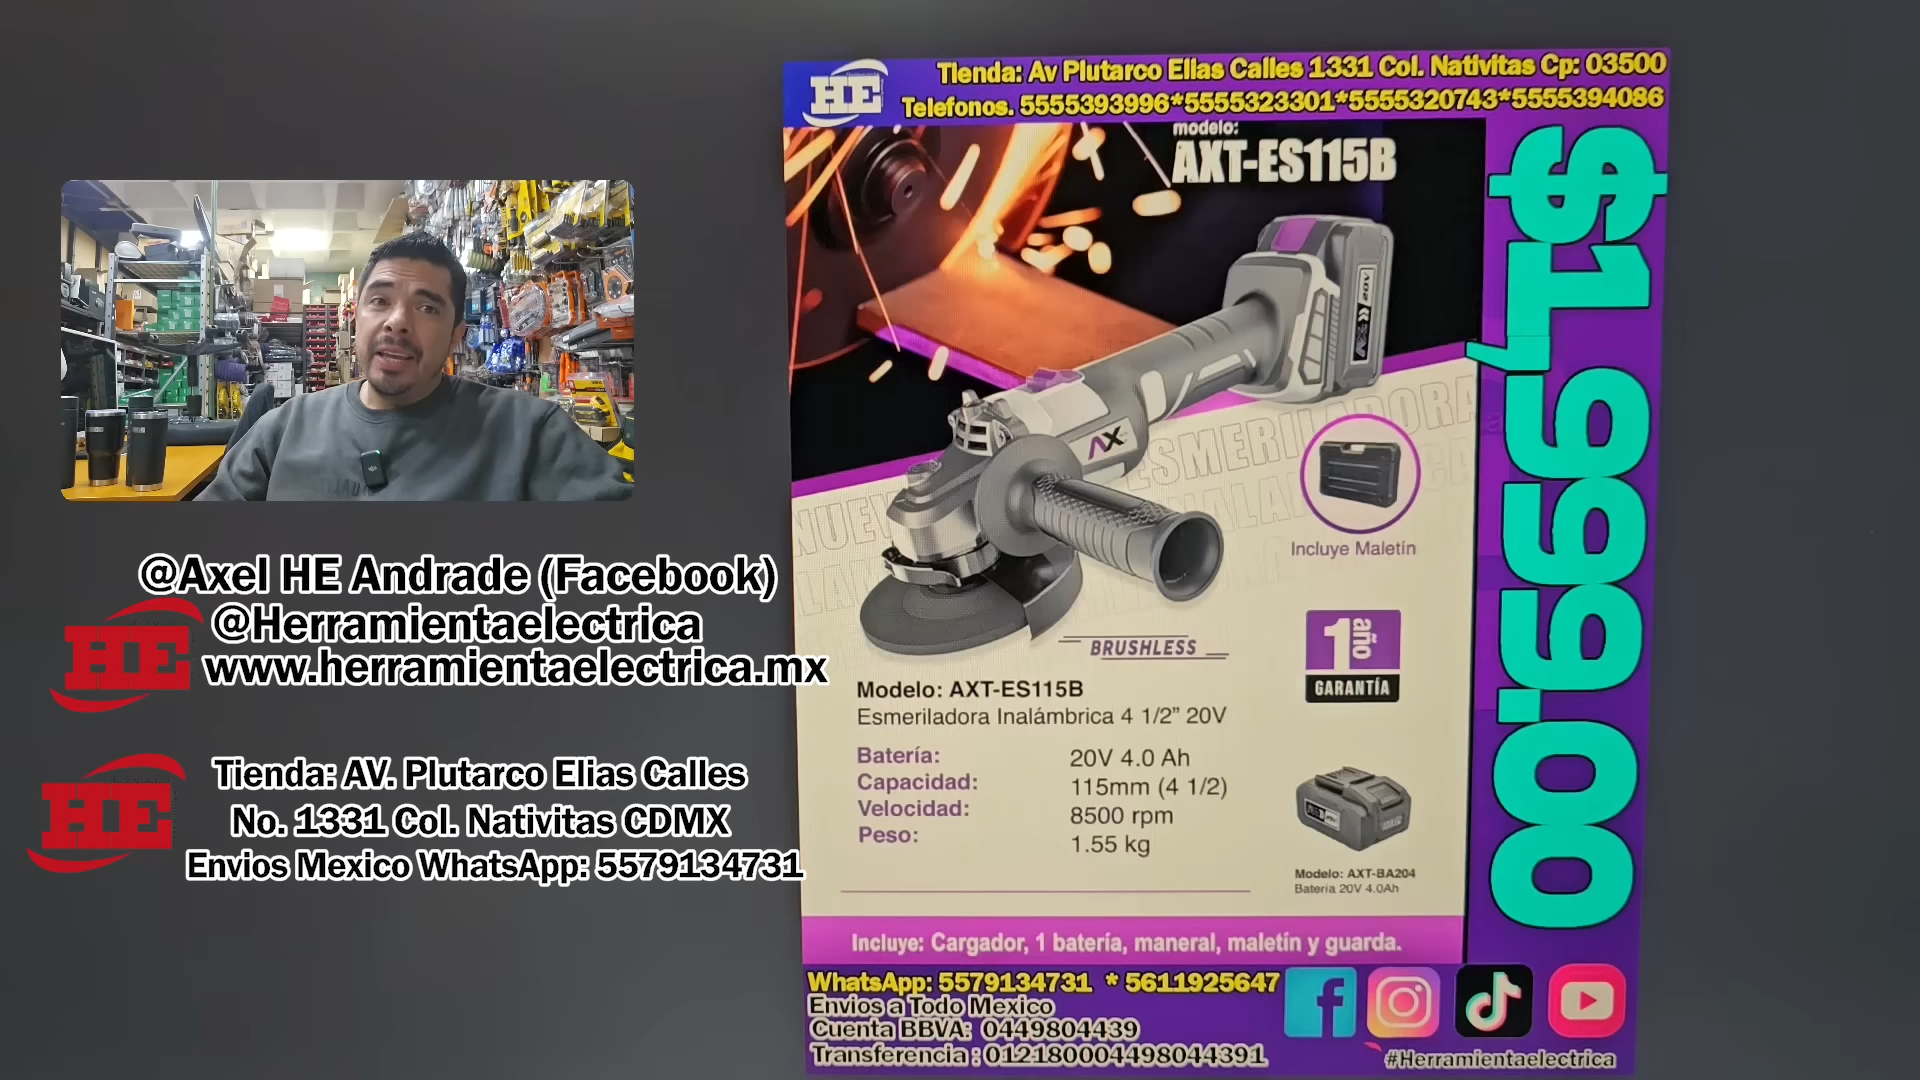 HE
Tienda: Av Plutarco Elias Calles 1331 Col. Nativitas Cp: 03500
Telefonos. 5555393996*5555323301*5555320743*5555394086
modelo:
AXT-ES115B
$1,999.00
AX
NUEV ESMERILADORA
Incluye Maletín
BRUSHLESS
1 año
GARANTÍA
Modelo: AXT-ES115B
Esmeriladora Inalámbrica 4 1/2” 20V
Batería: 20V 4.0 Ah
Capacidad: 115mm (4 1/2)
Velocidad: 8500 rpm
Peso: 1.55 kg
Modelo: AXT-BA204
Batería 20V 4.0Ah
Incluye: Cargador, 1 batería, maneral, maletín y guarda.
WhatsApp: 5579134731 * 5611925647
Envios a Todo Mexico
Cuenta BBVA: 0449804439
Transferencia : 012180004498044391
#Herramientaelectrica
@Axel HE Andrade (Facebook)
@Herramientaelectrica
HE
www.herramientaelectrica.mx
HE
Tienda: AV. Plutarco Elias Calles
No. 1331 Col. Nativitas CDMX
Envios Mexico WhatsApp: 5579134731